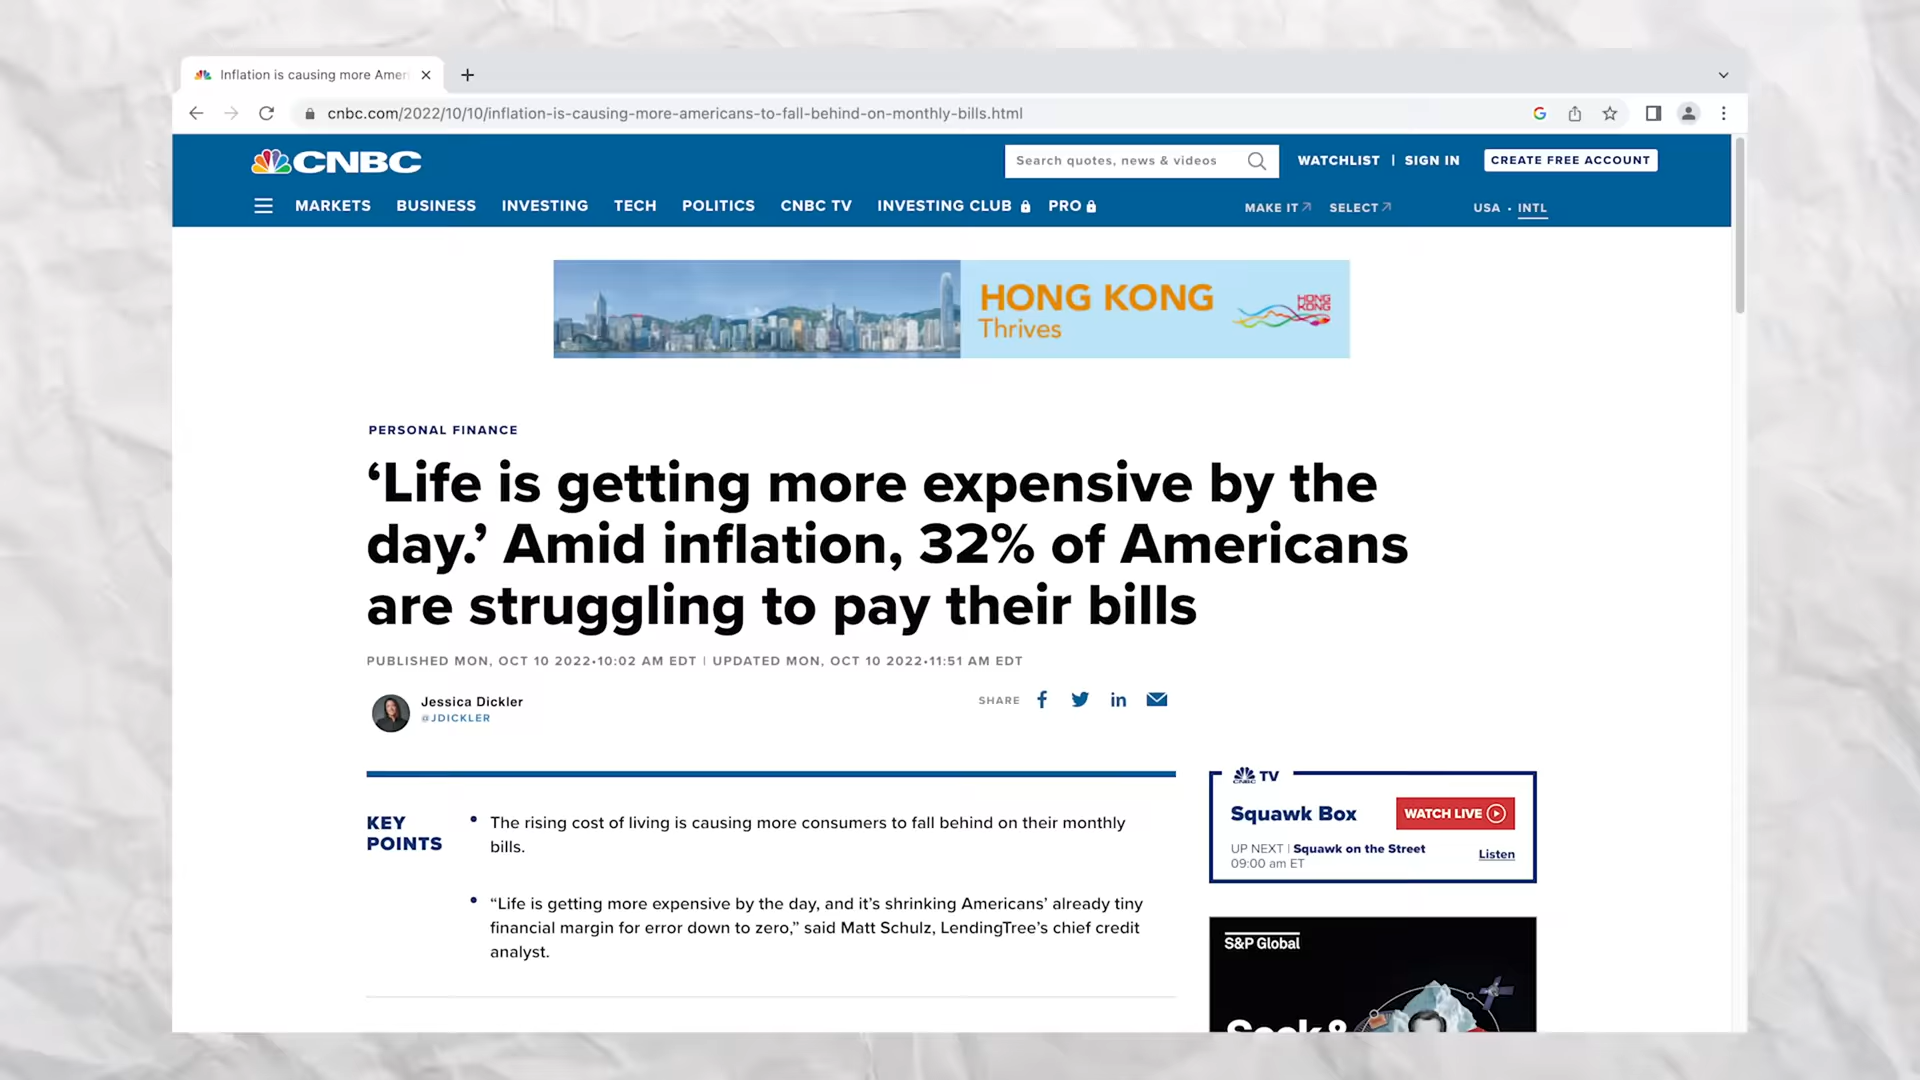 Inflation is causing more Amer
cnbc.com/2022/10/10/inflation-is-causing-more-americans-to-fall-behind-on-monthly-bills.html
CNBC
Search quotes, news & videos
WATCHLIST | SIGN IN
CREATE FREE ACCOUNT
MARKETS BUSINESS INVESTING TECH POLITICS CNBC TV INVESTING CLUB PRO
MAKE IT SELECT
USA • INTL
HONG KONG
Thrives
HONG
KONG
PERSONAL FINANCE
‘Life is getting more expensive by the
day.’ Amid inflation, 32% of Americans
are struggling to pay their bills
PUBLISHED MON, OCT 10 2022•10:02 AM EDT | UPDATED MON, OCT 10 2022•11:51 AM EDT
Jessica Dickler
@JDICKLER
SHARE
KEY
POINTS
The rising cost of living is causing more consumers to fall behind on their monthly
bills.
“Life is getting more expensive by the day, and it’s shrinking Americans’ already tiny
financial margin for error down to zero,” said Matt Schulz, LendingTree’s chief credit
analyst.
CNBC TV
Squawk Box
WATCH LIVE
UP NEXT | Squawk on the Street
09:00 am ET
Listen
S&P Global
Seek &